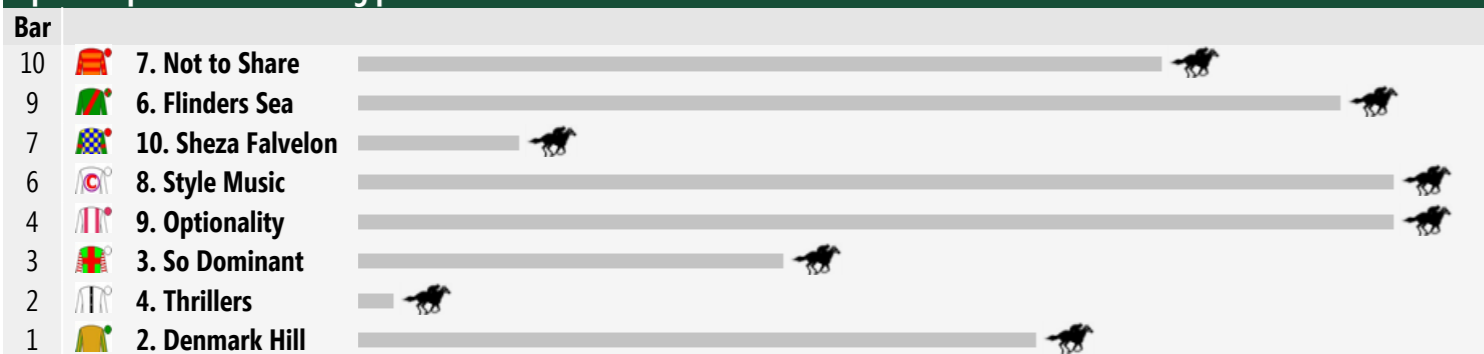 Bar
10 7. Not to Share
9 6. Flinders Sea
7 10. Sheza Falvelon
6 C 8. Style Music
4 9. Optionality
3 3. So Dominant
2 4. Thrillers
1 2. Denmark Hill